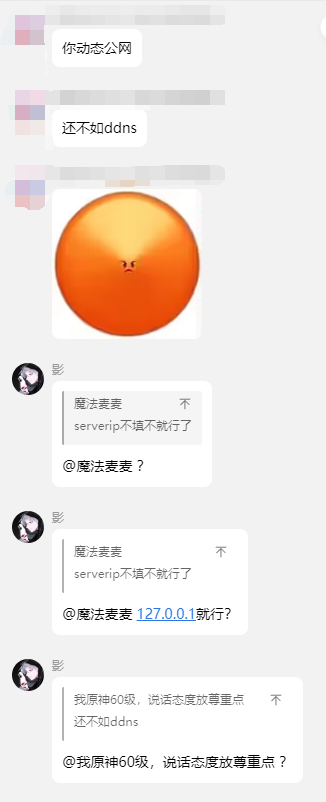 你动态公网
还不如ddns
影
魔法麦麦
serverip不填不就行了
@魔法麦麦 ?
影
魔法麦麦
serverip不填不就行了
@魔法麦麦 127.0.0.1就行?
影
我原神60级，说话态度放尊重点
还不如ddns
@我原神60级，说话态度放尊重点 ?